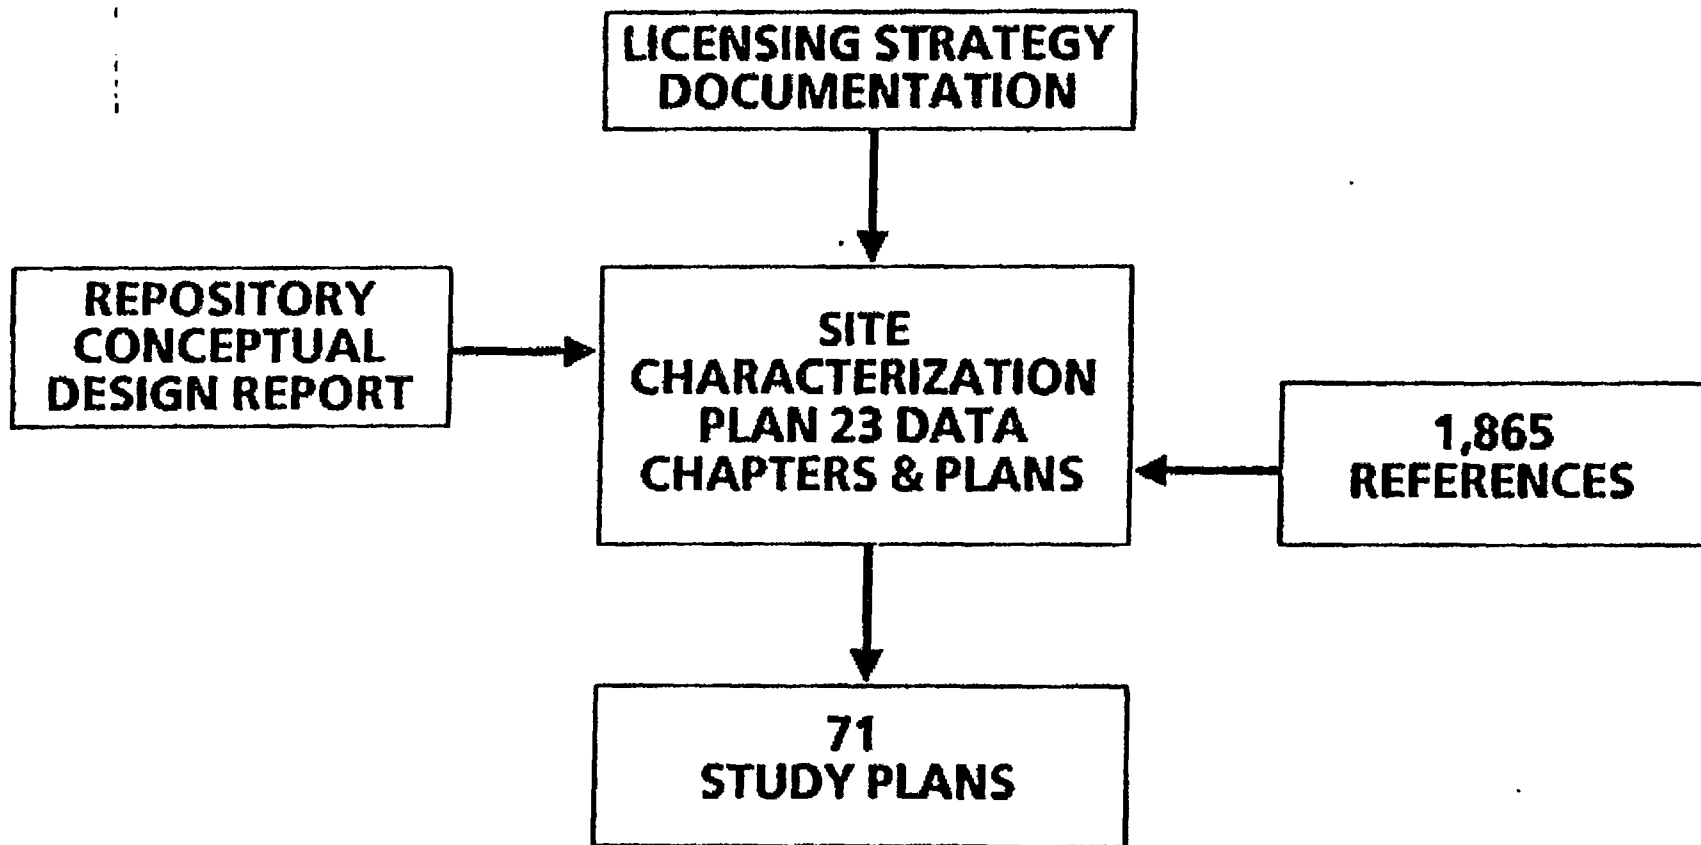 LICENSING STRATEGY
DOCUMENTATION
REPOSITORY
CONCEPTUAL
DESIGN REPORT
SITE
CHARACTERIZATION
PLAN 23 DATA
CHAPTERS & PLANS
1,865
REFERENCES
71
STUDY PLANS